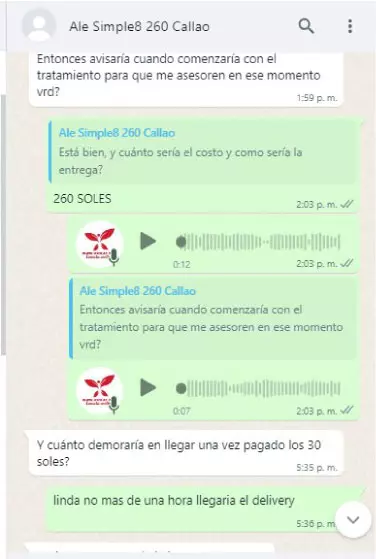 Ale Simple8 260 Callao
Entonces avisaría cuando comenzaría con el
tratamiento para que me asesoren en ese momento
vrd?
1:59 p. m.
Ale Simple8 260 Callao
Está bien, y cuánto sería el costo y como sería la
entrega?
260 SOLES
2:03 p. m.
0:12
2:03 p. m.
Ale Simple8 260 Callao
Entonces avisaría cuando comenzaría con el
tratamiento para que me asesoren en ese momento
vrd?
0:07
2:03 p. m.
Y cuánto demoraría en llegar una vez pagado los 30
soles?
5:35 p. m.
linda no mas de una hora llegaria el delivery
5:36 p. m.